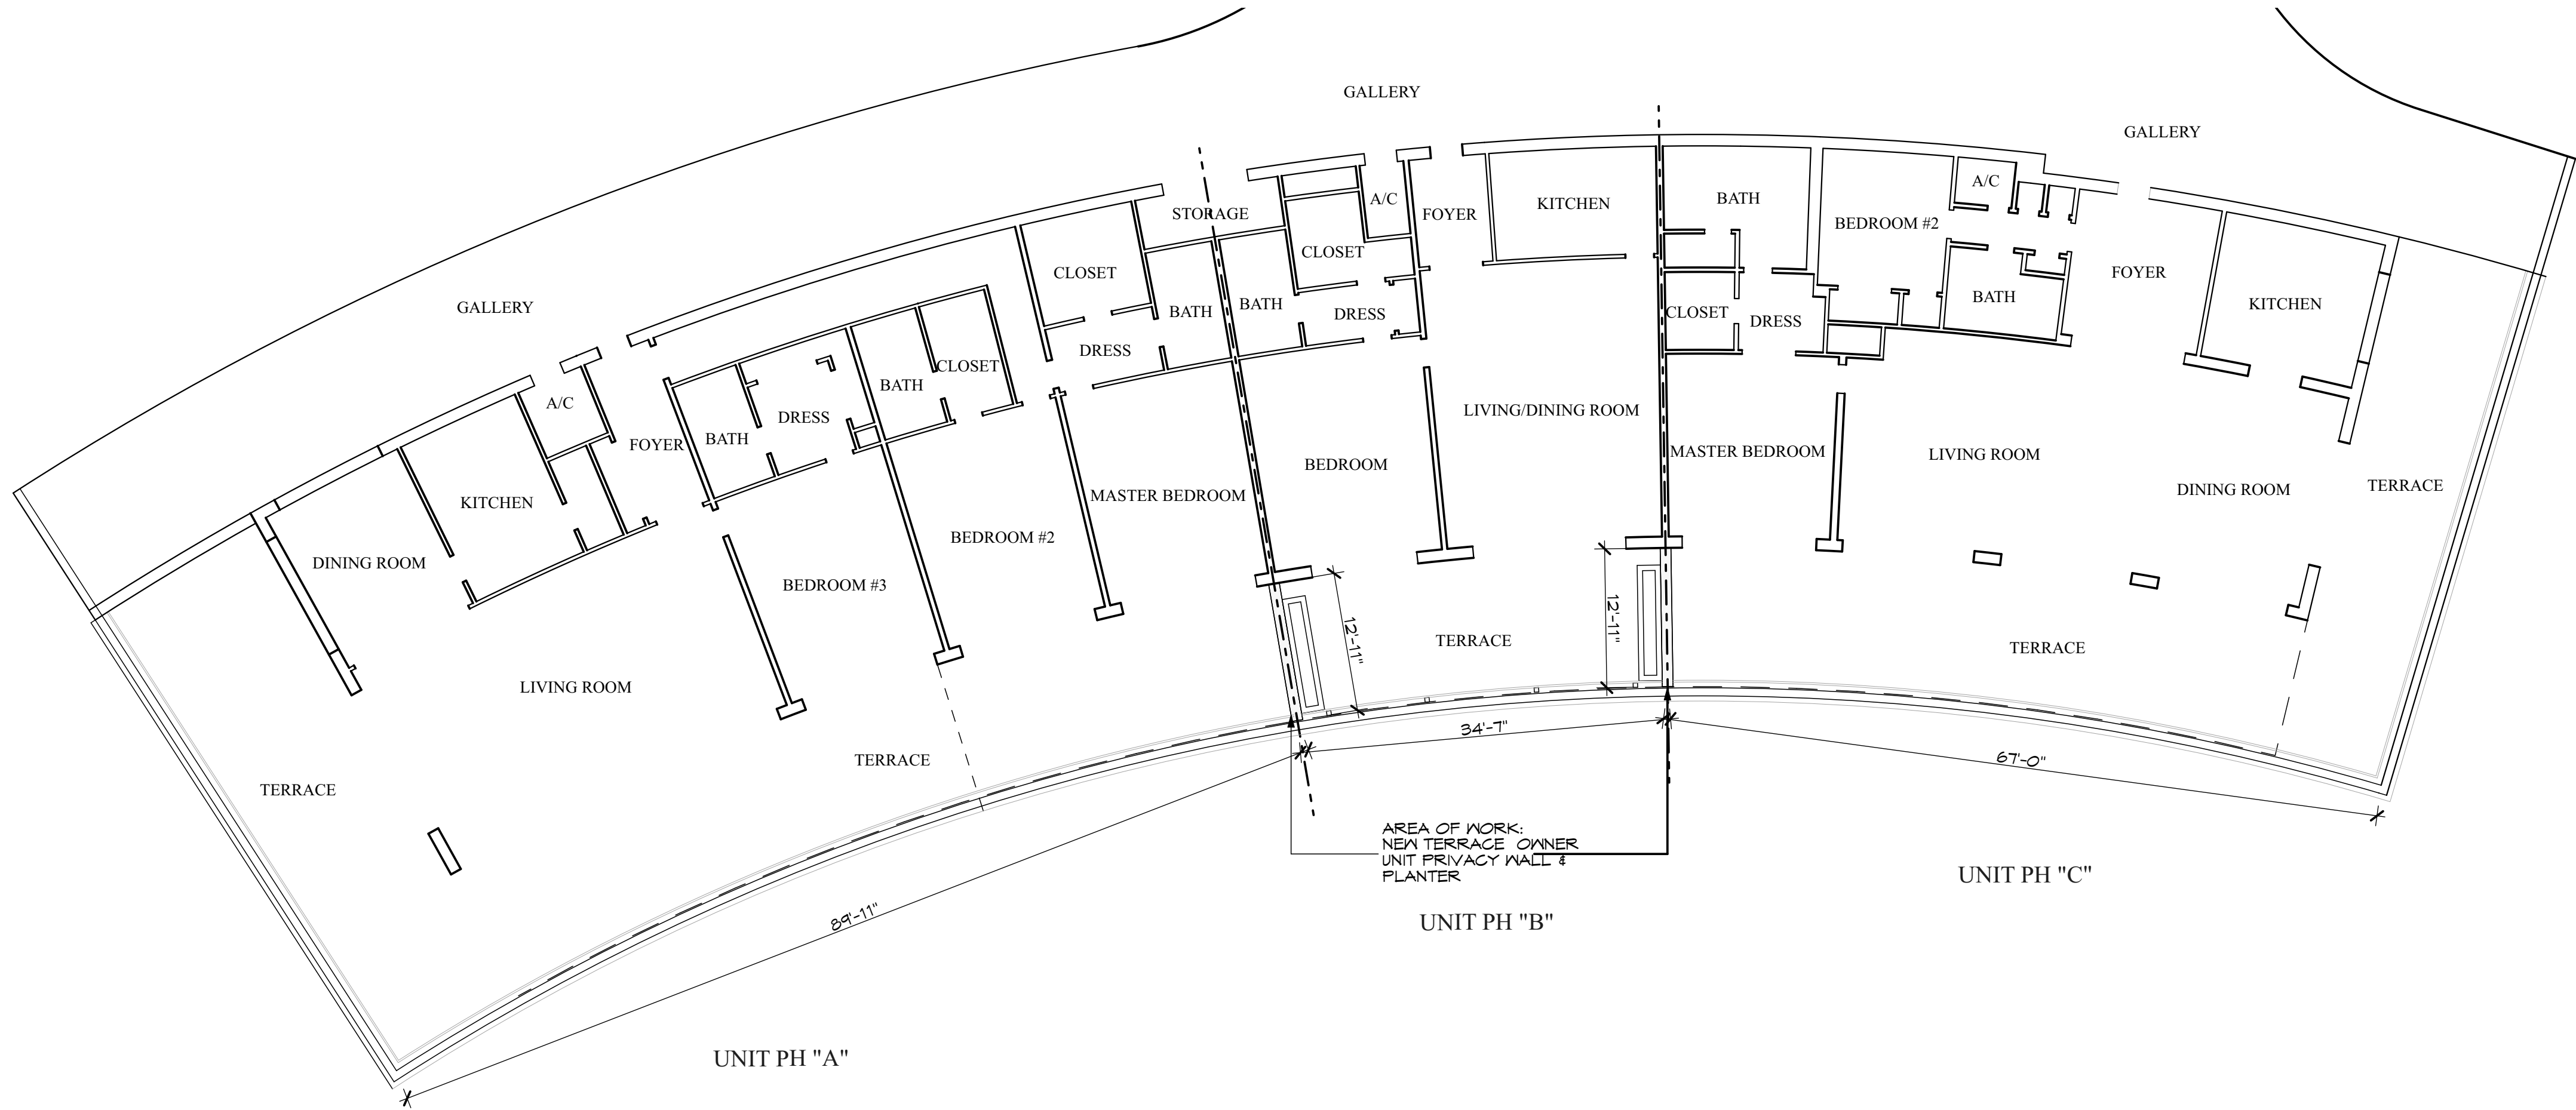 GALLERY
GALLERY
GALLERY
A/C
BATH
A/C
KITCHEN
STORAGE
FOYER
BEDROOM #2
CLOSET
CLOSET
FOYER
BATH
KITCHEN
GALLERY
BATH
BATH
CLOSET
DRESS
DRESS
DRESS
CLOSET
BATH
A/C
LIVING/DINING ROOM
DRESS
FOYER
BATH
MASTER BEDROOM
LIVING ROOM
BEDROOM
DINING ROOM
TERRACE
MASTER BEDROOM
KITCHEN
BEDROOM #2
DINING ROOM
BEDROOM #3
12'-11"
12'-11"
TERRACE
TERRACE
LIVING ROOM
34'-7"
TERRACE
67'-0"
TERRACE
AREA OF WORK:
NEW TERRACE OWNER
UNIT PRIVACY WALL &
PLANTER
UNIT PH "C"
89'-11"
UNIT PH "B"
UNIT PH "A"